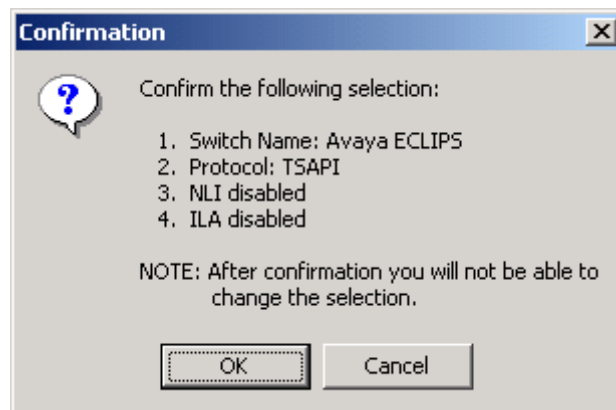 Confirmation
Confirm the following selection:
1. Switch Name: Avaya ECLIPS
2. Protocol: TSAPI
3. NLI disabled
4. ILA disabled
NOTE: After confirmation you will not be able to
change the selection.
OK
Cancel